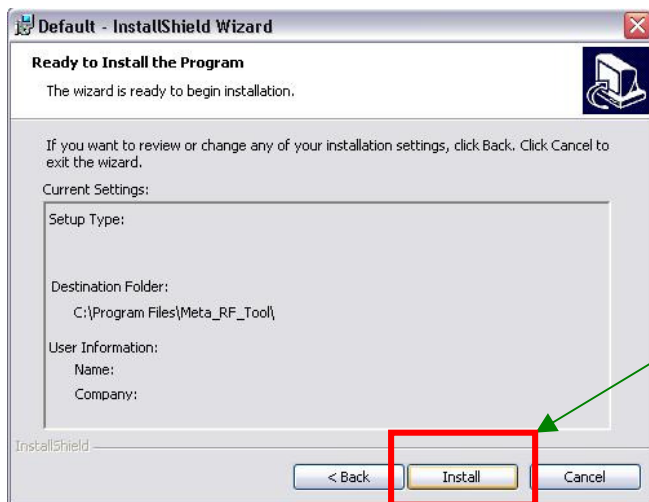 Default - InstallShield Wizard
Ready to Install the Program
The wizard is ready to begin installation.
If you want to review or change any of your installation settings, click Back. Click Cancel to
exit the wizard.
Current Settings:
Setup Type:
Destination Folder:
C:\Program Files\Meta_RF_Tool\
User Information:
Name:
Company:
InstallShield
< Back Install Cancel